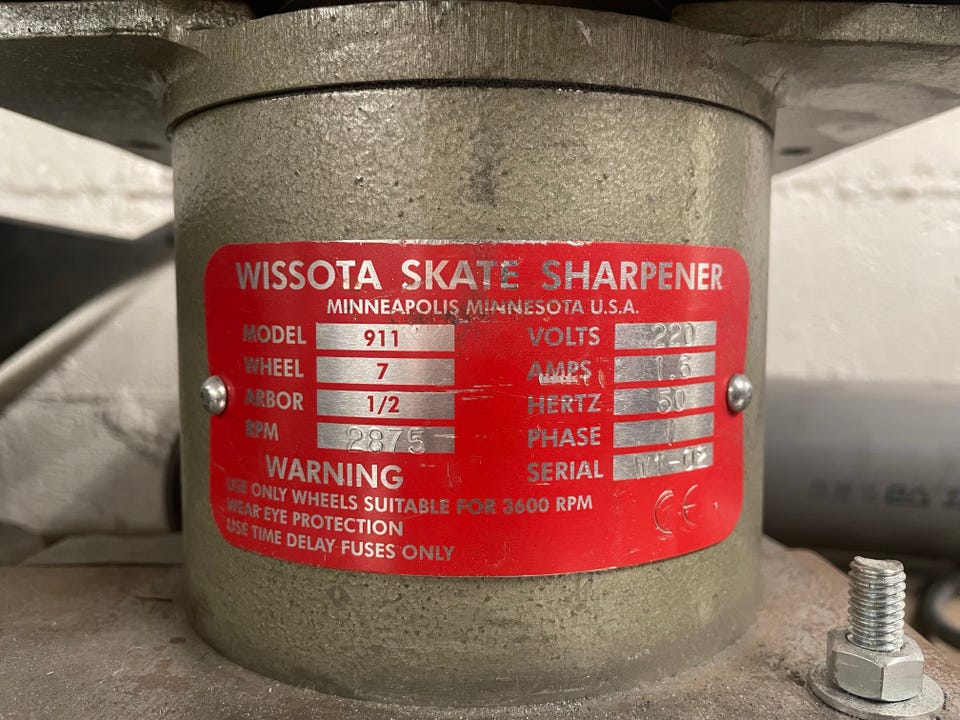 WISSOTA SKATE SHARPENER
MINNEAPOLIS MINNESOTA U.S.A.
MODEL 911
WHEEL 7
ARBOR 1/2
RPM 2875
VOLTS 220
AMPS 1.6
HERTZ 50
PHASE 1
SERIAL
WARNING
USE ONLY WHEELS SUITABLE FOR 3600 RPM
WEAR EYE PROTECTION
USE TIME DELAY FUSES ONLY
CE